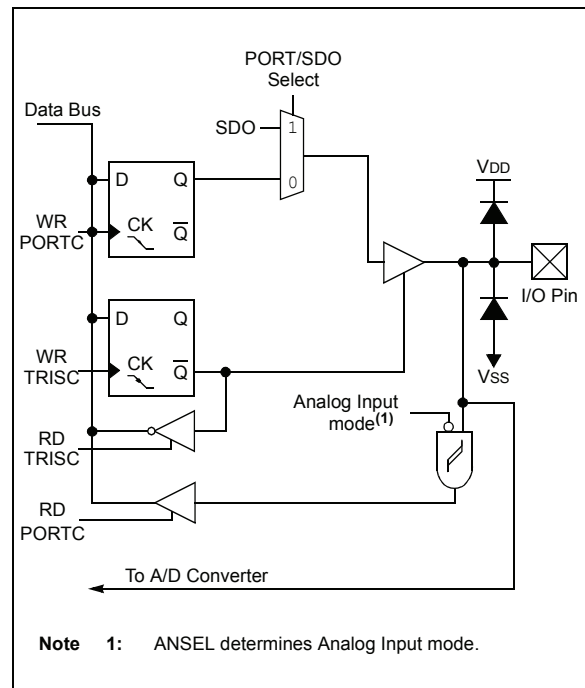 PORT/SDO
Select
Data Bus
SDO
1
0
VDD
D Q
WR
PORTC
CK
Q
I/O Pin
D Q
WR
TRISC
CK
Q
VSS
Analog Input
mode(1)
RD
TRISC
RD
PORTC
To A/D Converter
Note 1: ANSEL determines Analog Input mode.